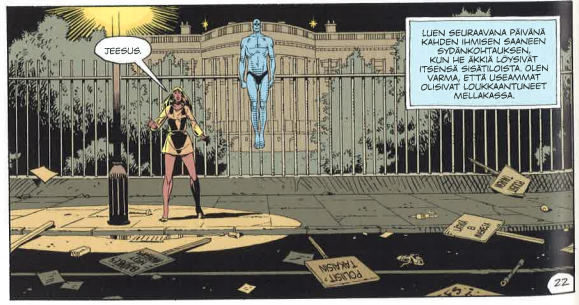 JEESUS.
LUEN SEURAAVANA PÄIVÄNÄ
KAHDEN IHMISEN SAANEEN
SYDÄNKOHTAUKSEN,
KUN HE ÄKKIÄ LÖYSIVÄT
ITSENSÄ SISÄTILOISTA. OLEN
VARMA, ETTÄ USEAMMAT
OLISIVAT LOUKKAANTUNEET
MELLAKASSA.
POLIISIT
TAKAISIN
22